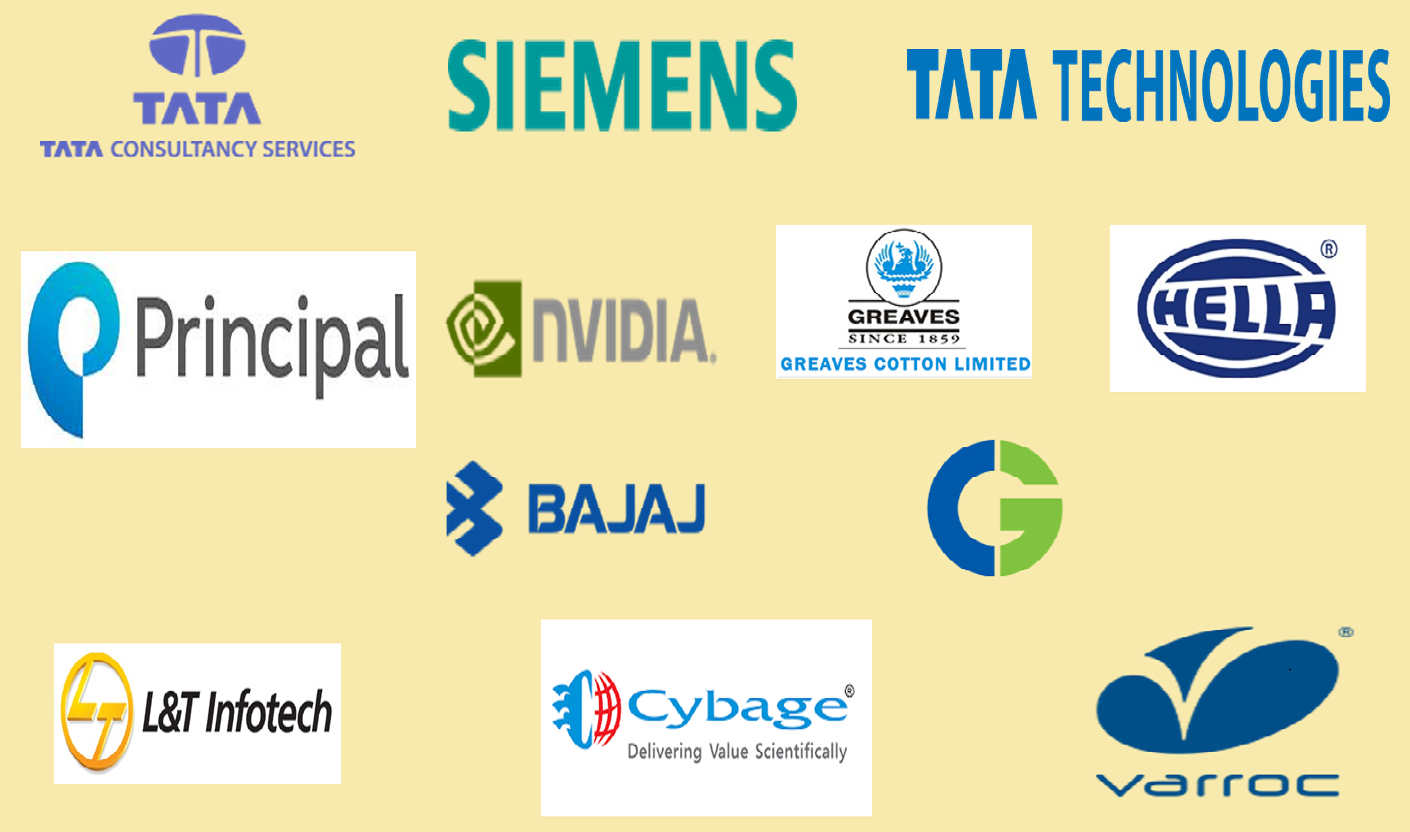 TATA
TATA CONSULTANCY SERVICES
SIEMENS
TATA TECHNOLOGIES
Principal
nVIDIA.
GREAVES
SINCE 1859
GREAVES COTTON LIMITED
HELLA ®
BAJAJ
G
LT L&T Infotech
Cybage®
Delivering Value Scientifically
®
varroc